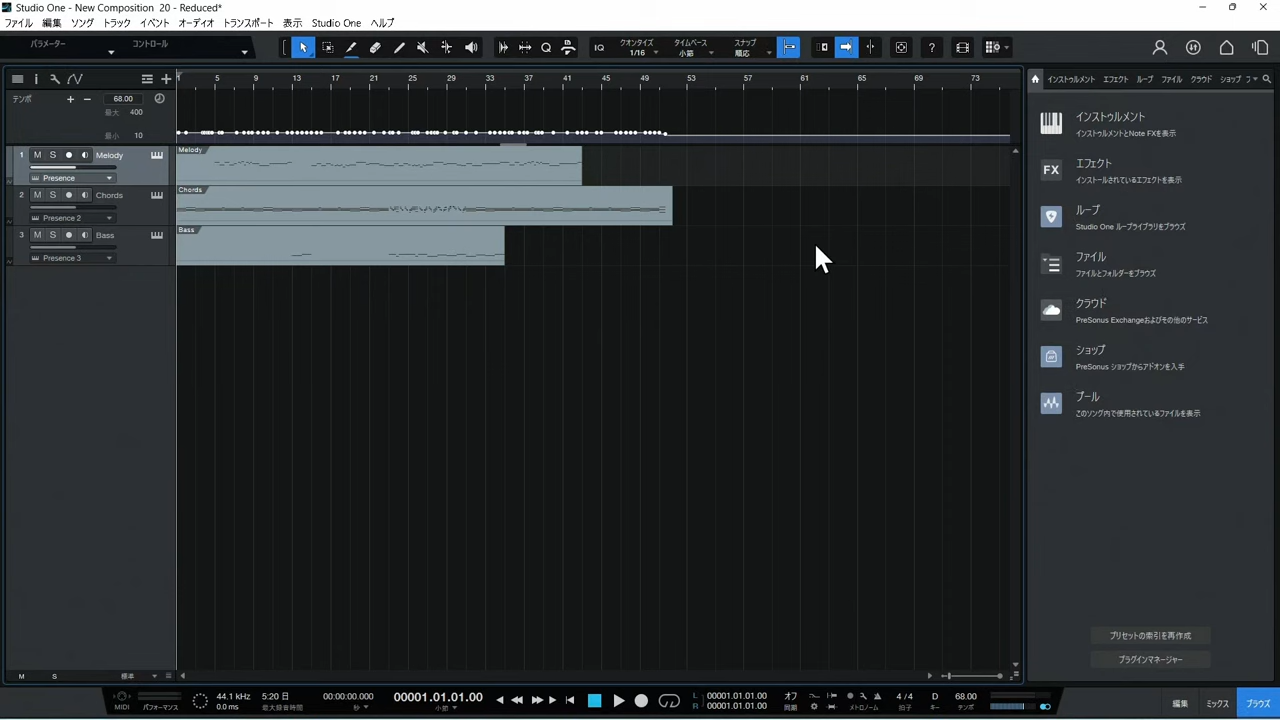 Studio One - New Composition  20 - Reduced*
ファイル 編集 ソング トラック イベント オーディオ トランスポート 表示 Studio One ヘルプ
パラメーター コントロール IQ クオンタイズ 1/16 タイムベース 小節 スナップ 順応 ?
インストゥルメント エフェクト ループ ファイル クラウド ショップ
1 5 9 13 17 21 25 29 33 37 41 45 49 53 57 61 65 69 73
テンポ + − 68.00
最大 400
最小 10
1 M S Melody
Presence
Melody
2 M S Chords
Presence 2
Chords
3 M S Bass
Presence 3
Bass
インストゥルメント
インストゥルメントとNote FXを表示
FX エフェクト
インストールされているエフェクトを表示
ループ
Studio One ループライブラリをブラウズ
ファイル
ファイルとフォルダーをブラウズ
クラウド
PreSonus Exchangeおよびその他のサービス
ショップ
PreSonus ショップからアドオンを入手
プール
このソング内で使用されているファイルを表示
プリセットの索引を再作成
プラグインマネージャー
M S 標準
MIDI パフォーマンス
44.1 kHz
0.0 ms
5:20 日
最大録音時間
00:00:00.000
秒
00001.01.01.00
小節
L 00001.01.01.00
R 00001.01.01.00
オフ
同期
メトロノーム
4 / 4
拍子
D
キー
68.00
テンポ
編集 ミックス ブラウズ